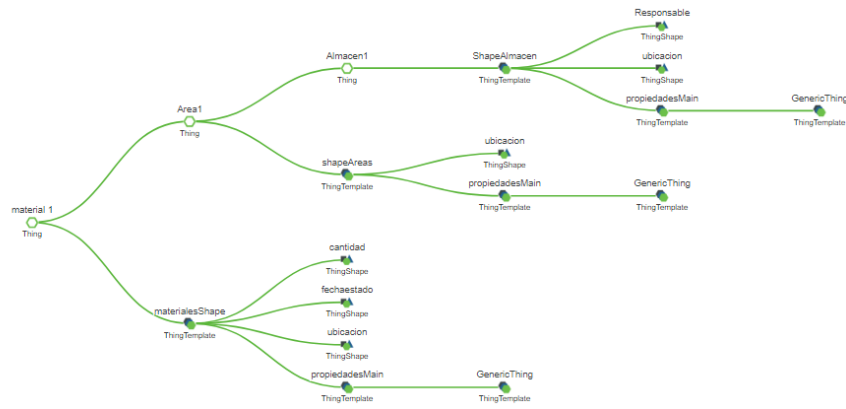 Responsable
ThingShape
Almacen1
Thing
ShapeAlmacen
ThingTemplate
ubicacion
ThingShape
propiedadesMain
ThingTemplate
GenericThing
ThingTemplate
Area1
Thing
ubicacion
ThingShape
shapeAreas
ThingTemplate
propiedadesMain
ThingTemplate
GenericThing
ThingTemplate
material 1
Thing
cantidad
ThingShape
fechaestado
ThingShape
materialesShape
ThingTemplate
ubicacion
ThingShape
propiedadesMain
ThingTemplate
GenericThing
ThingTemplate